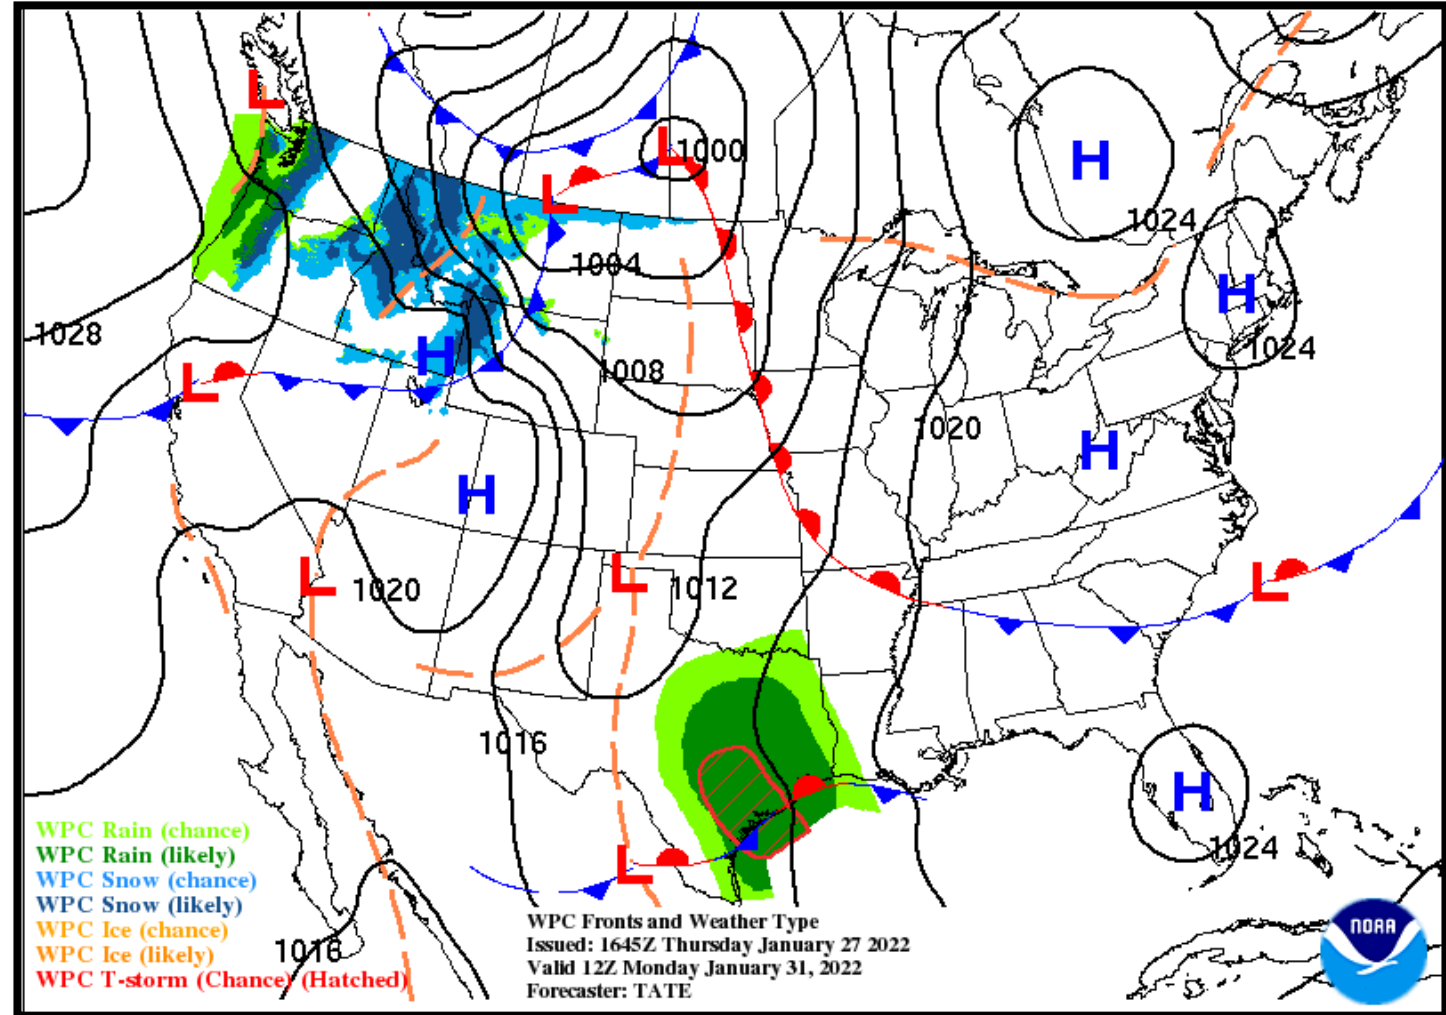 L
L
1000
H
L
1024
1004
H
1028
H
1024
L
1008
1020
H
H
L
1020
L
1012
L
1016
H
1024
L
WPC Rain (chance)
WPC Rain (likely)
WPC Snow (chance)
WPC Snow (likely)
WPC Ice (chance)
WPC Ice (likely)
WPC T-storm (Chance) (Hatched)
1016
WPC Fronts and Weather Type
Issued: 1645Z Thursday January 27 2022
Valid 12Z Monday January 31, 2022
Forecaster: TATE
NOAA